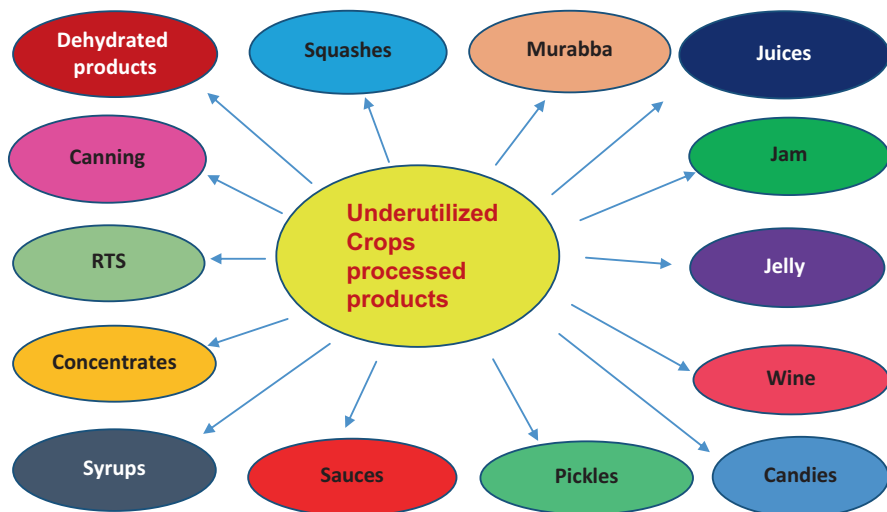 Dehydrated
products
Squashes
Murabba
Juices
Canning
Jam
Underutilized
Crops
processed
products
RTS
Jelly
Concentrates
Wine
Syrups
Sauces
Pickles
Candies